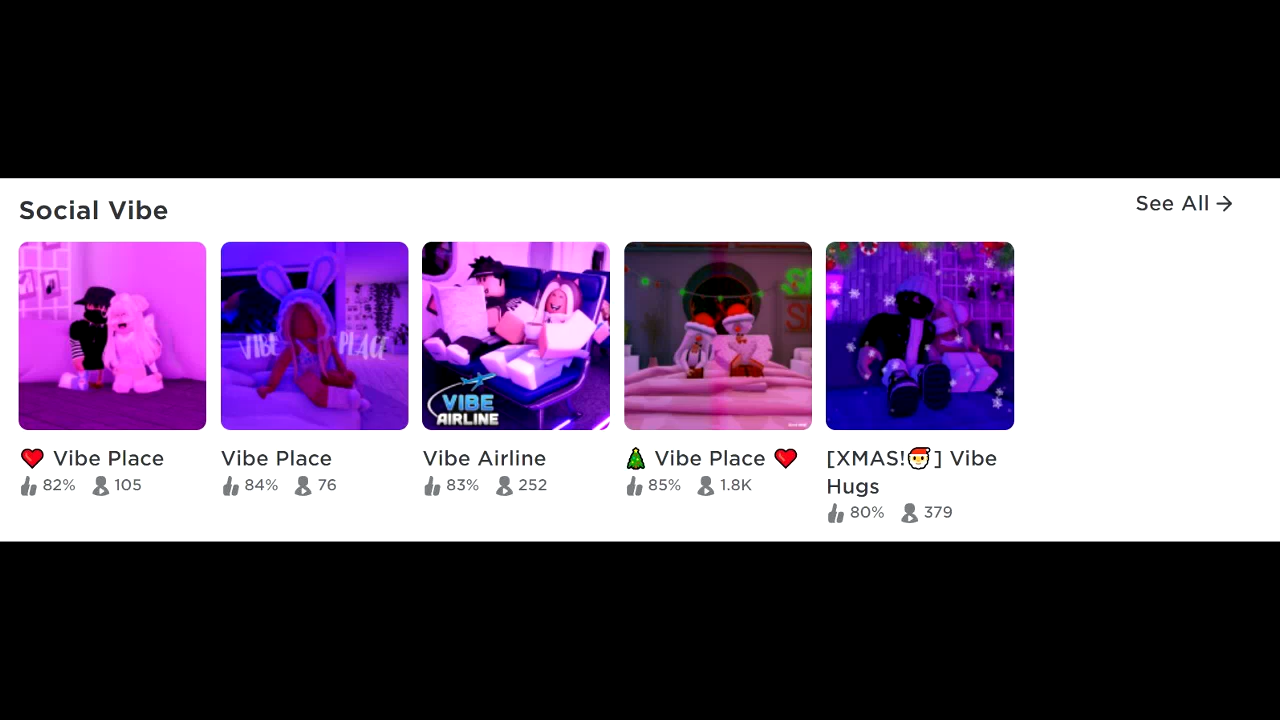 Social Vibe
See All →
VIBE PLACE
VIBE
AIRLINE
❤️ Vibe Place
82% 105
Vibe Place
84% 76
Vibe Airline
83% 252
🎄 Vibe Place ❤️
85% 1.8K
[XMAS!🎅] Vibe
Hugs
80% 379